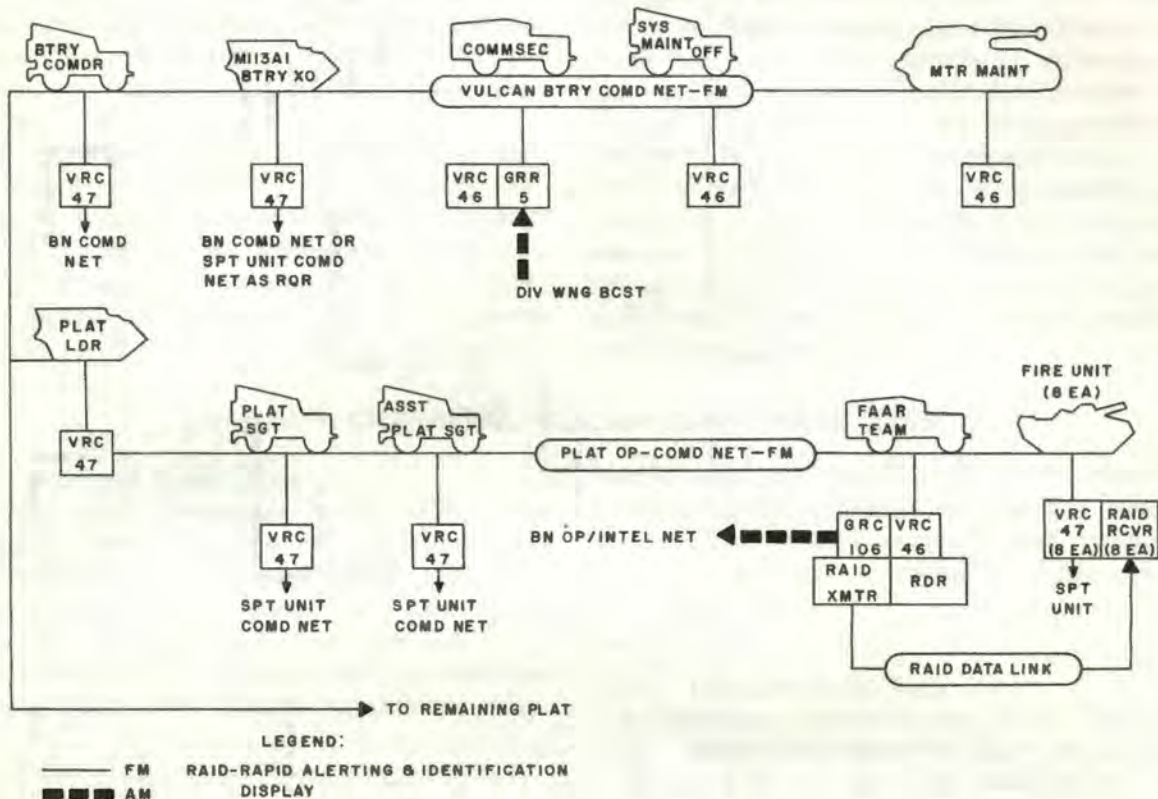 BTRY
COMDR
M113A1
BTRY XO
COMMSEC
SYS
MAINT OFF
MTR MAINT
VULCAN BTRY COMD NET-FM
VRC
47
VRC
47
VRC
46
GRR
5
VRC
46
VRC
46
BN COMD
NET
BN COMD NET OR
SPT UNIT COMD
NET AS RQR
DIV WNG BCST
PLAT
LDR
VRC
47
PLAT
SGT
ASST
PLAT SGT
PLAT OP-COMD NET-FM
FAAR
TEAM
FIRE UNIT
(8 EA)
VRC
47
VRC
47
SPT UNIT
COMD NET
SPT UNIT
COMD NET
BN OP/INTEL NET
GRC
106
VRC
46
RAID
XMTR
RDR
VRC
47
(8 EA)
RAID
RCVR
(8 EA)
SPT
UNIT
RAID DATA LINK
TO REMAINING PLAT
LEGEND:
FM
AM
RAID-RAPID ALERTING & IDENTIFICATION
DISPLAY